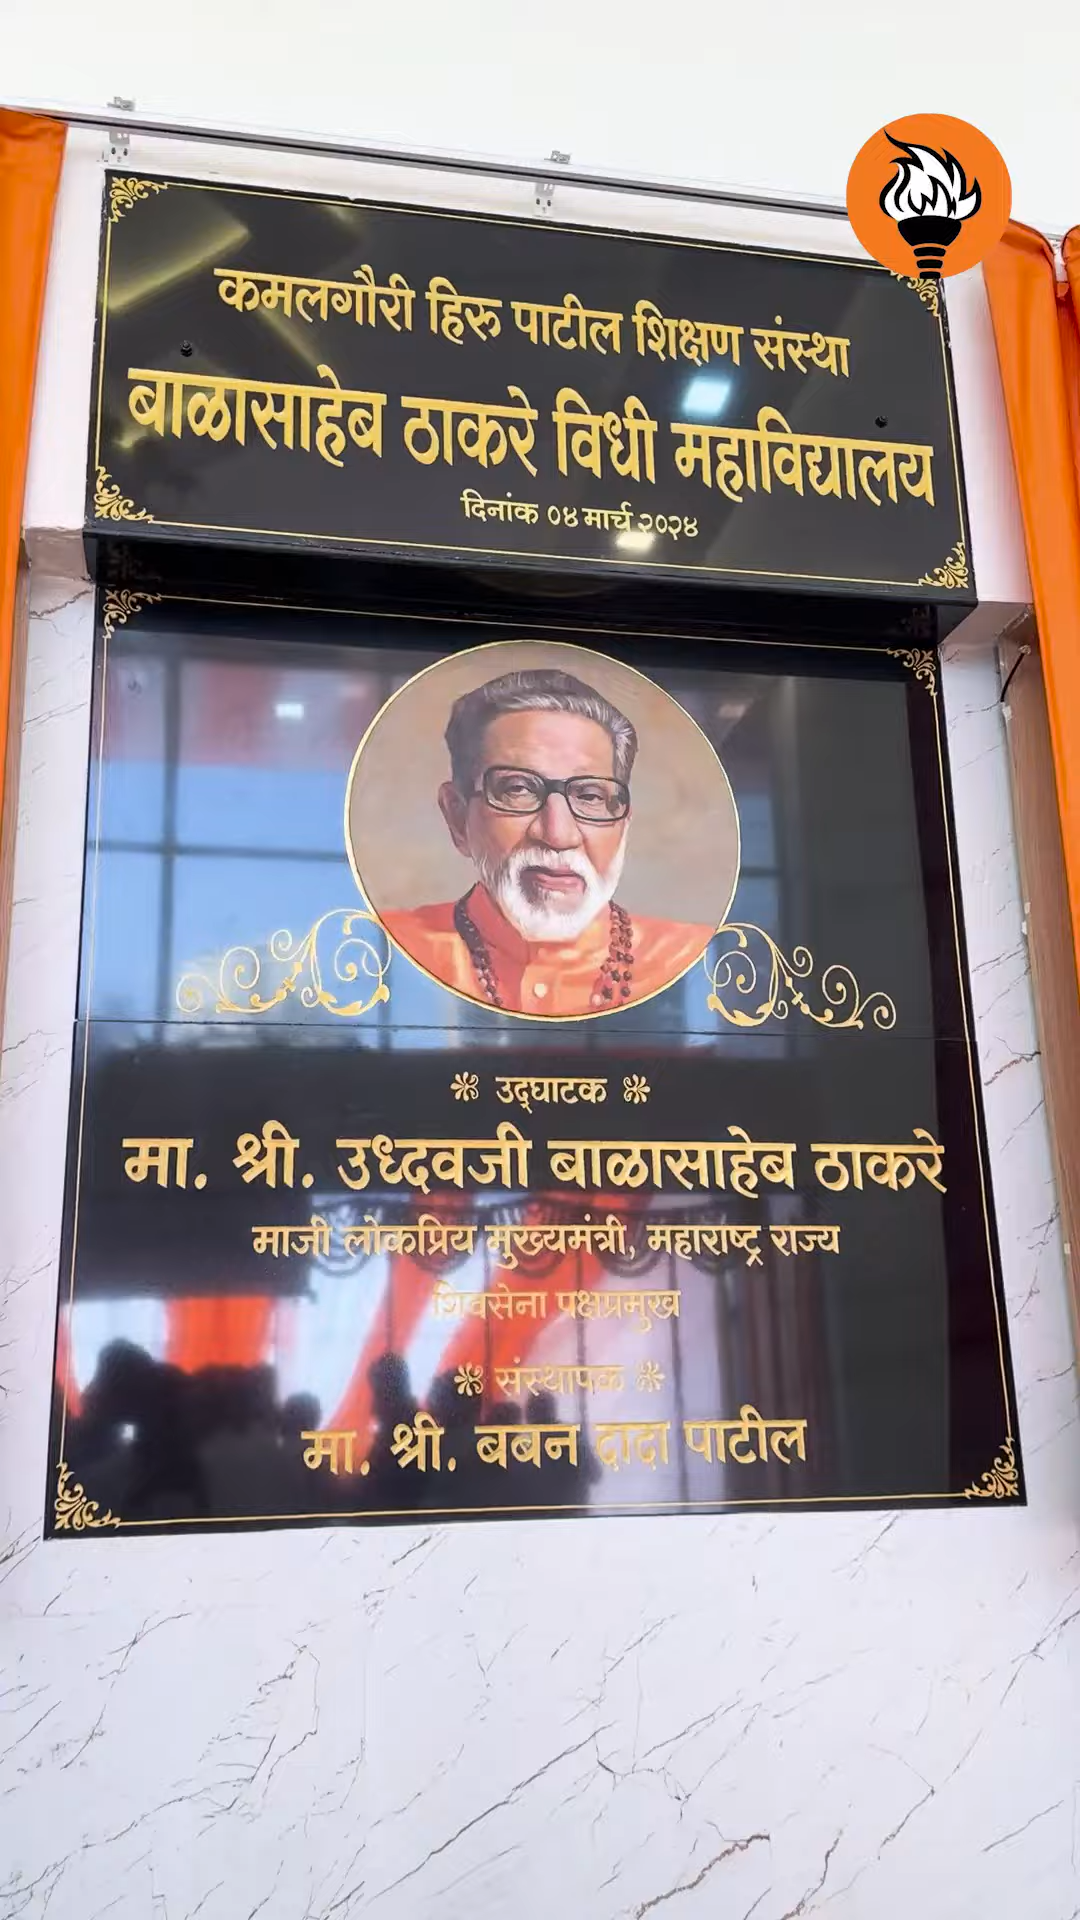 कमलगौरी हिरू पाटील शिक्षण संस्था
बाळासाहेब ठाकरे विधी महाविद्यालय
दिनांक ०४ मार्च २०२४
उद्‌घाटक
मा. श्री. उध्दवजी बाळासाहेब ठाकरे
माजी लोकप्रिय मुख्यमंत्री, महाराष्ट्र राज्य
शिवसेना पक्षप्रमुख
संस्थापक
मा. श्री. बबन दादा पाटील